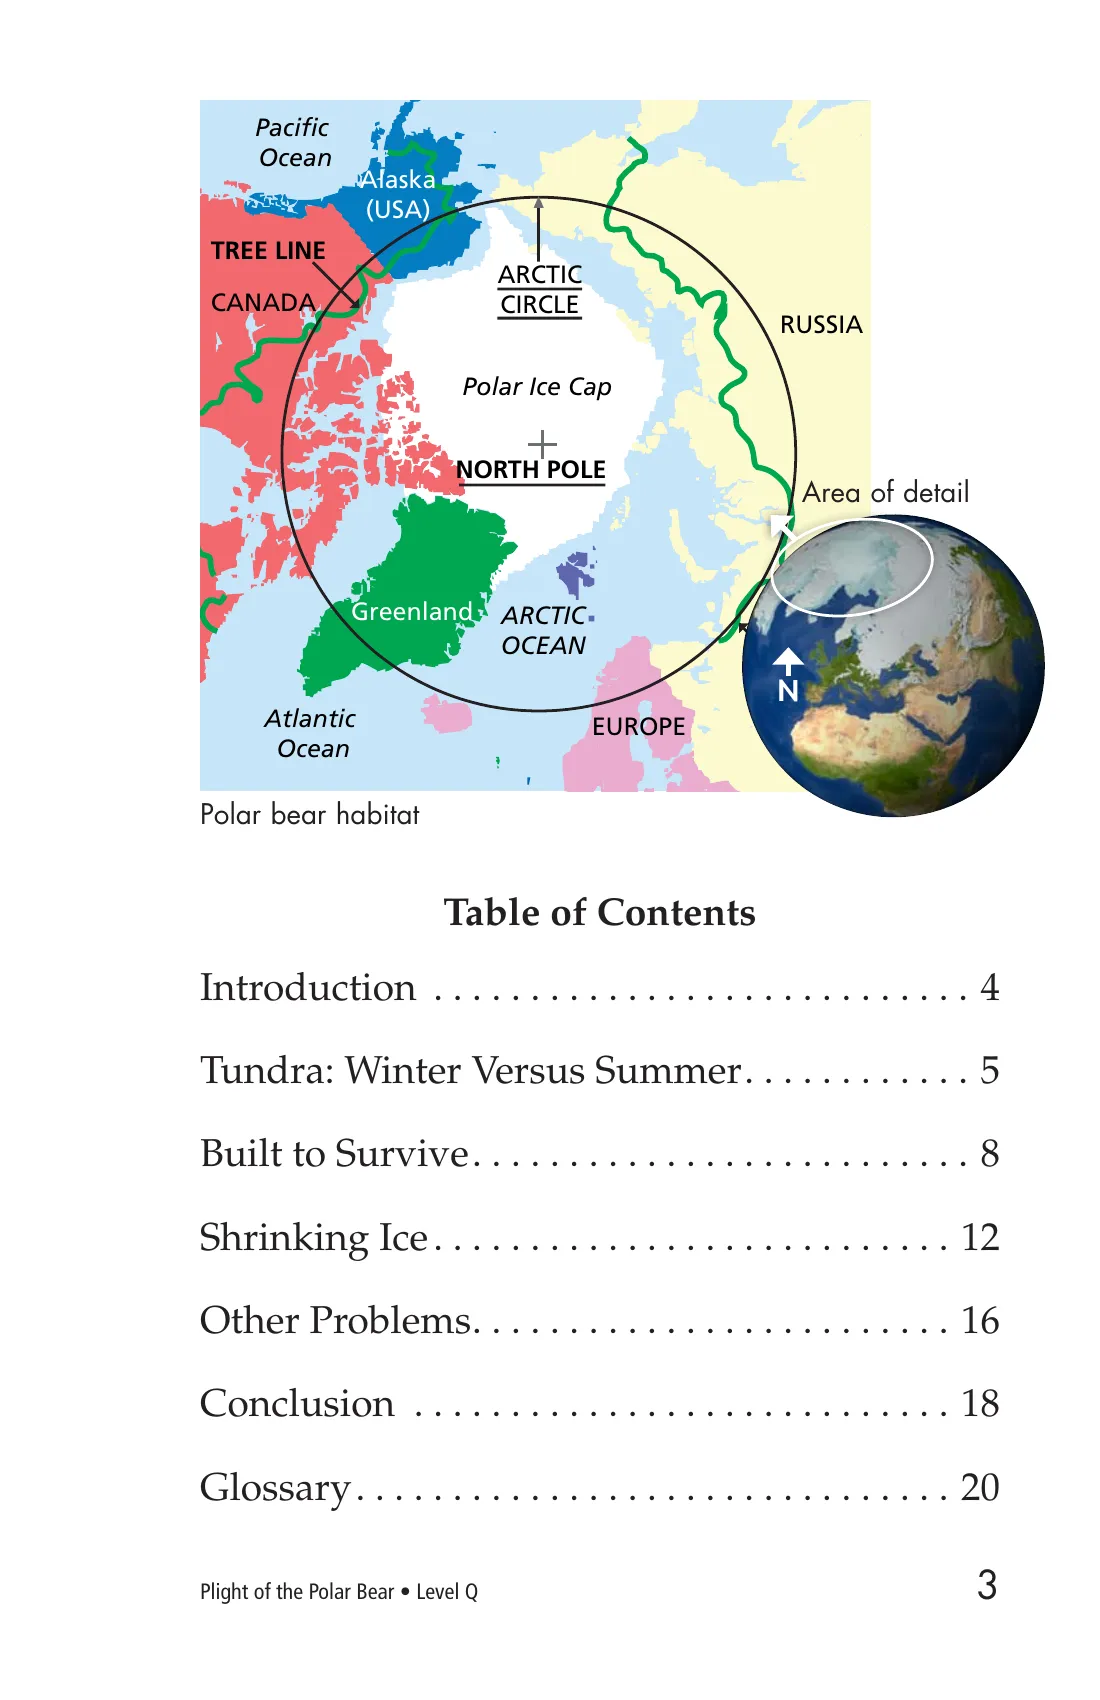 Pacific
Ocean
Alaska
(USA)
TREE LINE
CANADA
ARCTIC
CIRCLE
RUSSIA
Polar Ice Cap
NORTH POLE
Area of detail
Greenland
ARCTIC
OCEAN
N
Atlantic
Ocean
EUROPE
Polar bear habitat
Table of Contents
Introduction . . . . . . . . . . . . . . . . . . . . . . . . . . . . 4
Tundra: Winter Versus Summer. . . . . . . . . . . . 5
Built to Survive. . . . . . . . . . . . . . . . . . . . . . . . . . 8
Shrinking Ice . . . . . . . . . . . . . . . . . . . . . . . . . . . 12
Other Problems. . . . . . . . . . . . . . . . . . . . . . . . . 16
Conclusion . . . . . . . . . . . . . . . . . . . . . . . . . . . . 18
Glossary . . . . . . . . . . . . . . . . . . . . . . . . . . . . . . . 20
Plight of the Polar Bear • Level Q
3